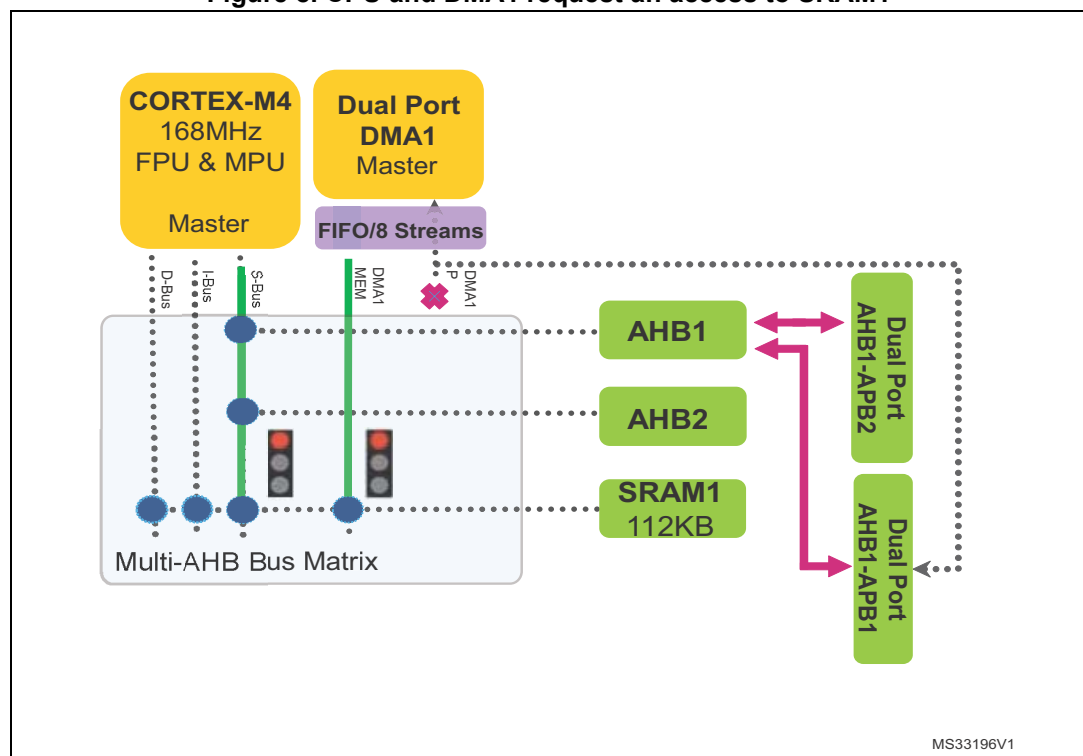 CORTEX-M4
168MHz
FPU & MPU
Master
Dual Port
DMA1
Master
FIFO/8 Streams
D-Bus
I-Bus
S-Bus
DMA1
MEM
DMA1
P
AHB1
AHB2
SRAM1
112KB
Dual Port
AHB1-APB2
Dual Port
AHB1-APB1
Multi-AHB Bus Matrix
MS33196V1